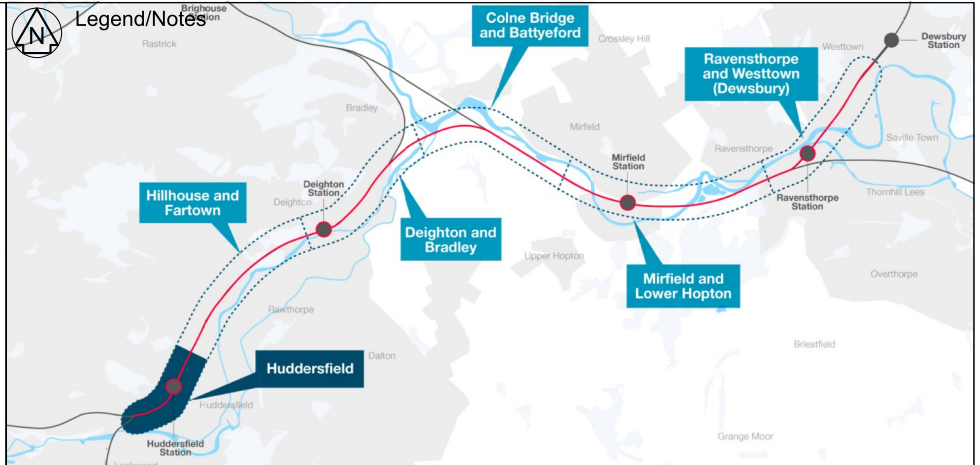 Legend/Notes
N
Brighouse
Station
Rastrick
Colne Bridge
and Battyeford
Crossley Hill
Westtown
Dewsbury
Station
Ravensthorpe
and Westtown
(Dewsbury)
Bradley
Mirfield
Ravensthorpe
Saville Town
Mirfield
Station
Hillhouse and
Fartown
Deighton
Station
Deighton
Ravensthorpe
Station
Thornhill Lees
Deighton and
Bradley
Upper Hopton
Mirfield and
Lower Hopton
Overthorpe
Rawthorpe
Briestfield
Dalton
Huddersfield
Huddersfield
Huddersfield
Station
Grange Moor
Lockwood